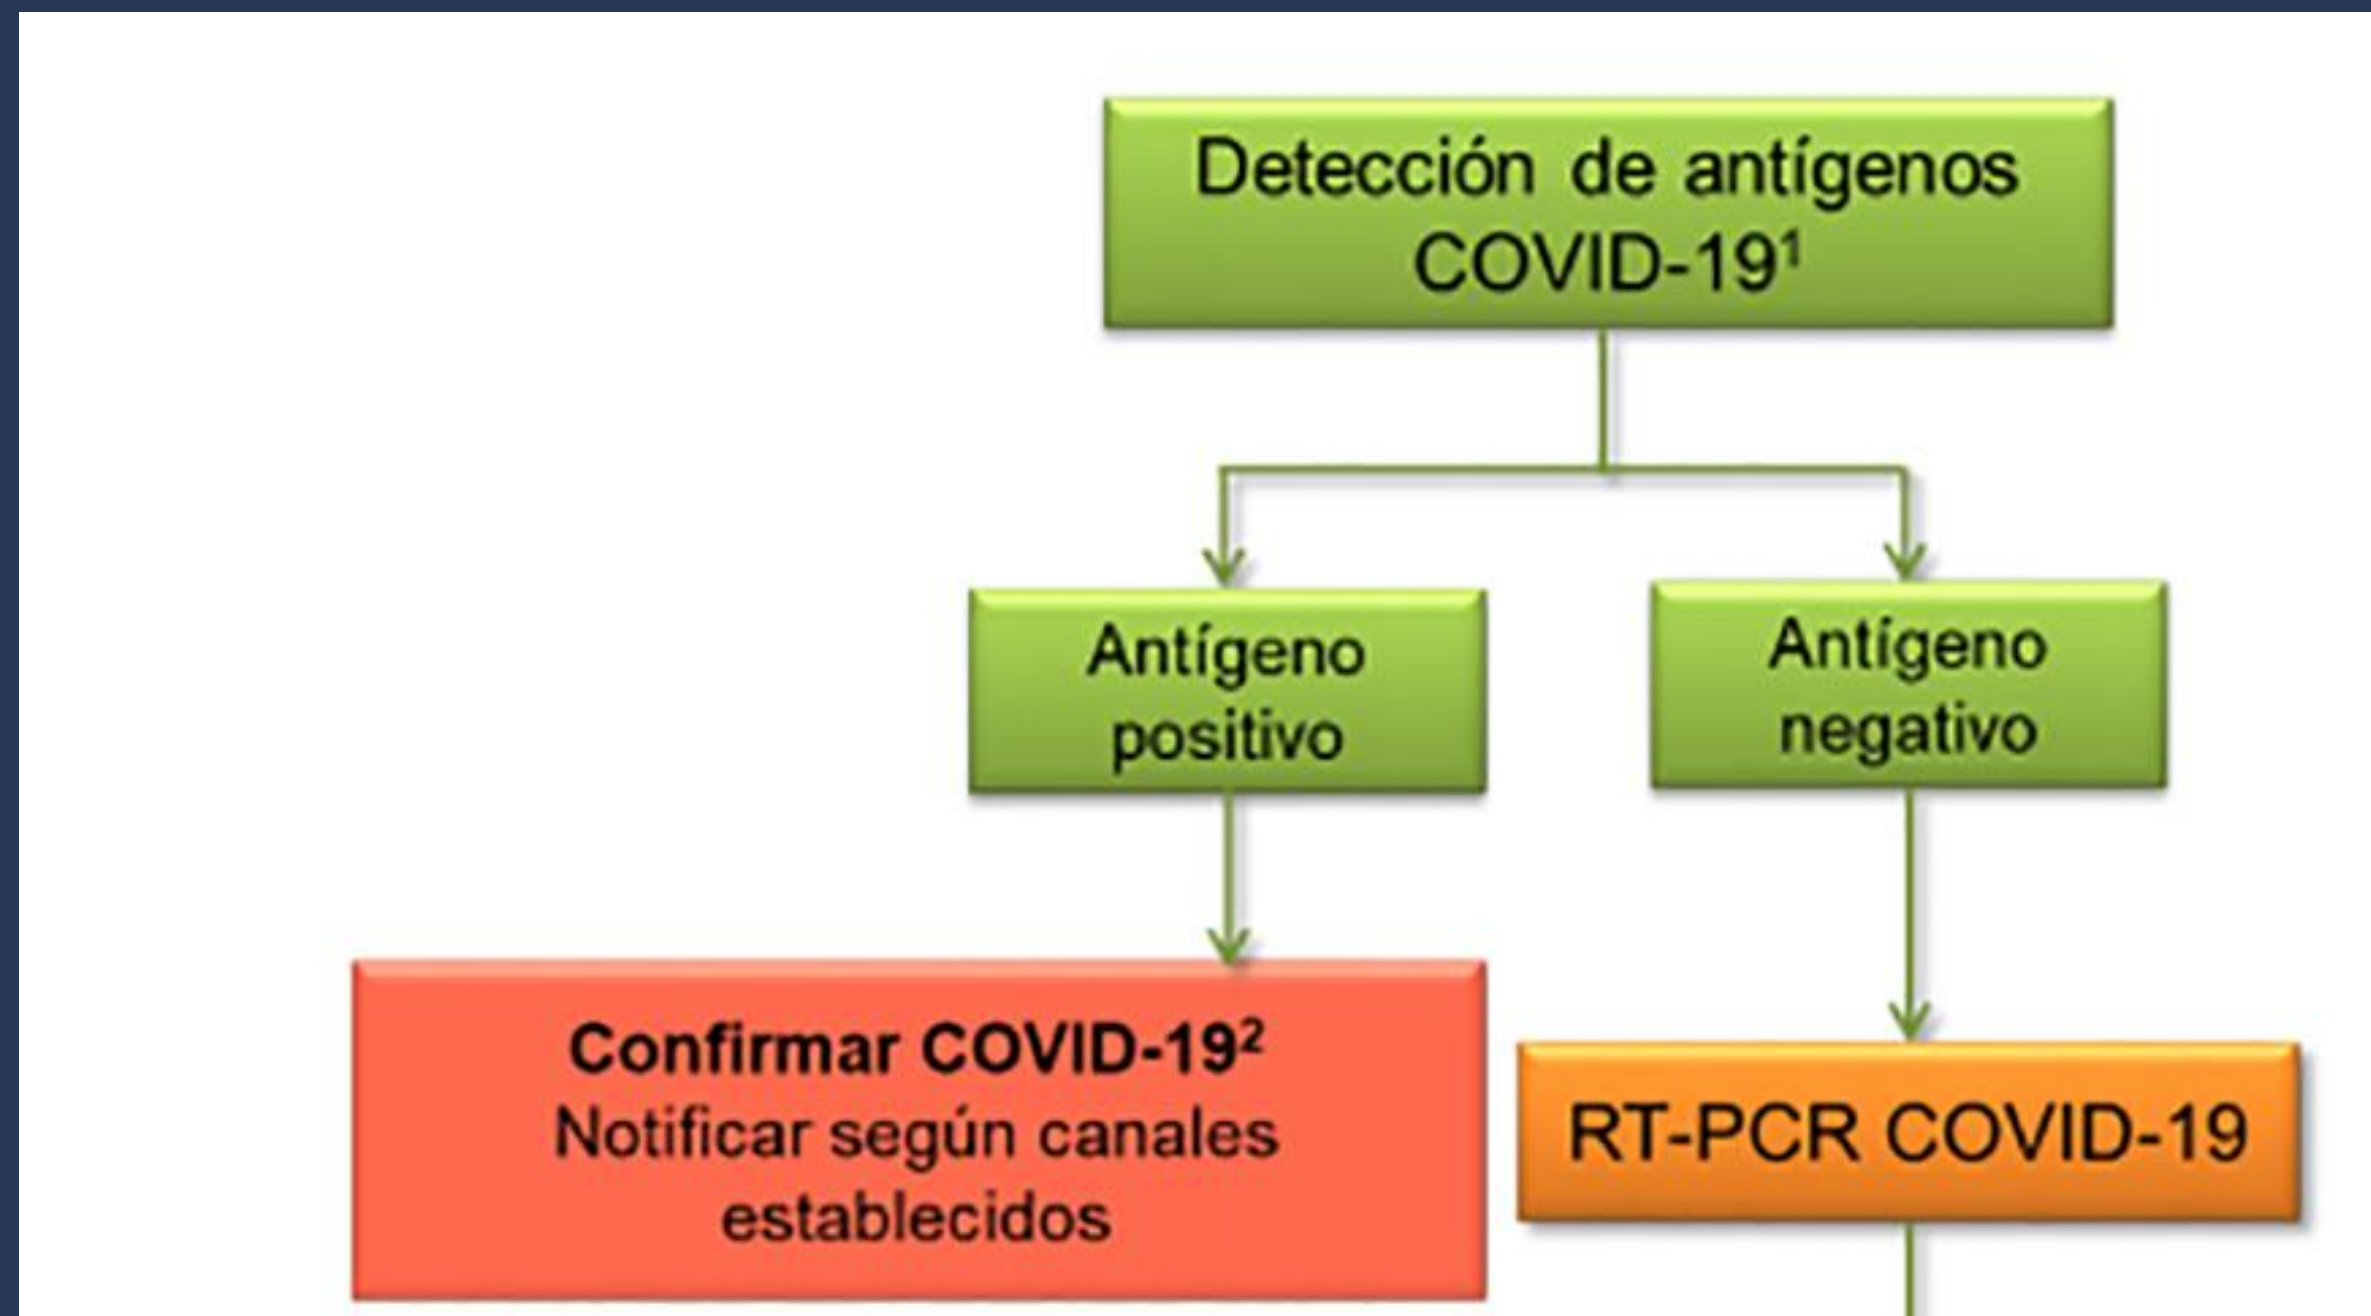 Detección de antígenos
COVID-19¹
Antígeno
positivo
Antígeno
negativo
Confirmar COVID-19²
Notificar según canales
establecidos
RT-PCR COVID-19